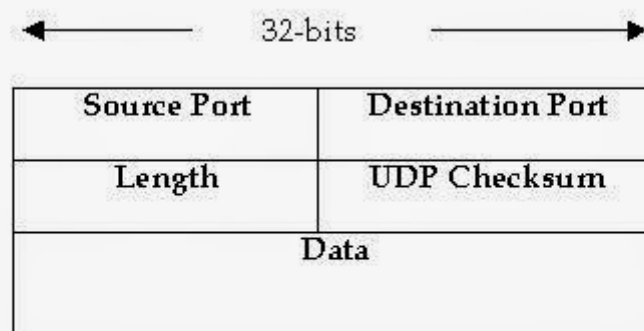 32-bits
Source Port Destination Port
Length UDP Checksum
Data